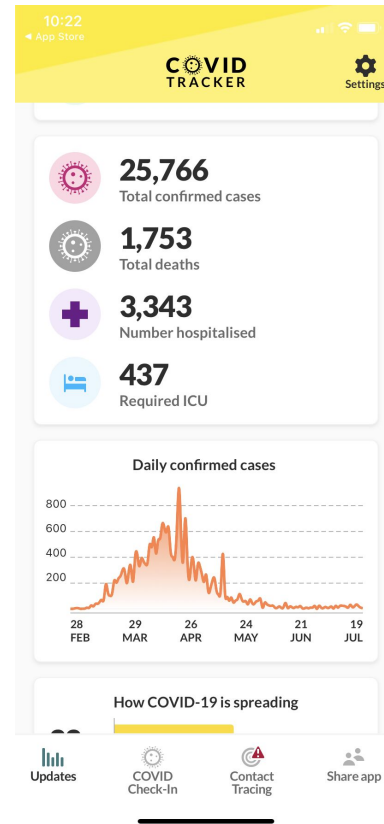 10:22
◀ App Store
COVID
TRACKER
Settings
25,766
Total confirmed cases
1,753
Total deaths
3,343
Number hospitalised
437
Required ICU
Daily confirmed cases
800
600
400
200
28 29 26 24 21 19
FEB MAR APR MAY JUN JUL
How COVID-19 is spreading
Updates
COVID
Check-In
Contact
Tracing
Share app